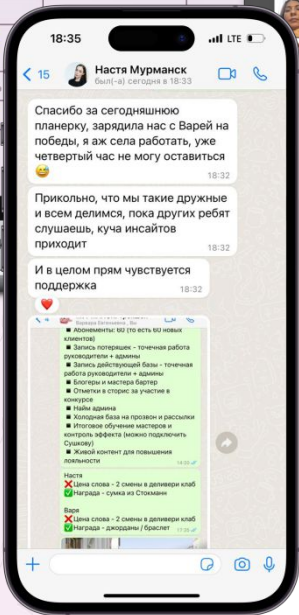 18:35
LTE
15
Настя Мурманск
был(-а) сегодня в 18:33
Спасибо за сегодняшнюю
планерку, зарядила нас с Варей на
победы, я аж села работать, уже
четвертый час не могу оставиться
😅
18:32
Прикольно, что мы такие дружные
и всем делимся, пока других ребят
слушаешь, куча инсайтов
приходит
18:32
И в целом прям чувствуется
поддержка
18:32
■ Абонементы: 60 (то есть 60 новых
клиентов)
■ Запись потеряшек - точечная работа
руководители + админы
■ Запись действующей базы - точечная
работа руководители + админы
■ Блогеры и мастера бартер
■ Отметки в сторис за участие в
конкурсе
■ Найм админа
■ Холодная база на прозвон и рассылки
■ Итоговое обучение мастеров и
контроль эффекта (можно подключить
Сушкову)
■ Живой контент для повышения
лояльности
Настя
❌Цена слова - 2 смены в деливери клаб
✅Награда - сумка из Стокманн
Варя
❌Цена слова - 2 смены в деливери клаб
✅Награда - джорданы / браслет